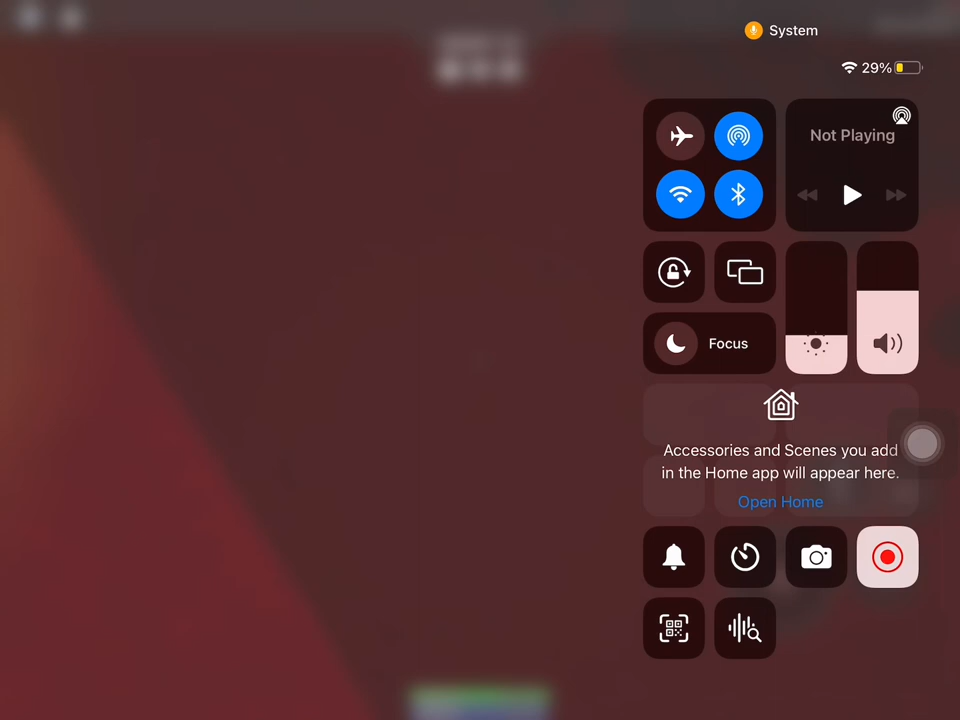 System
29%
Not Playing
Focus
Accessories and Scenes you add
in the Home app will appear here.
Open Home